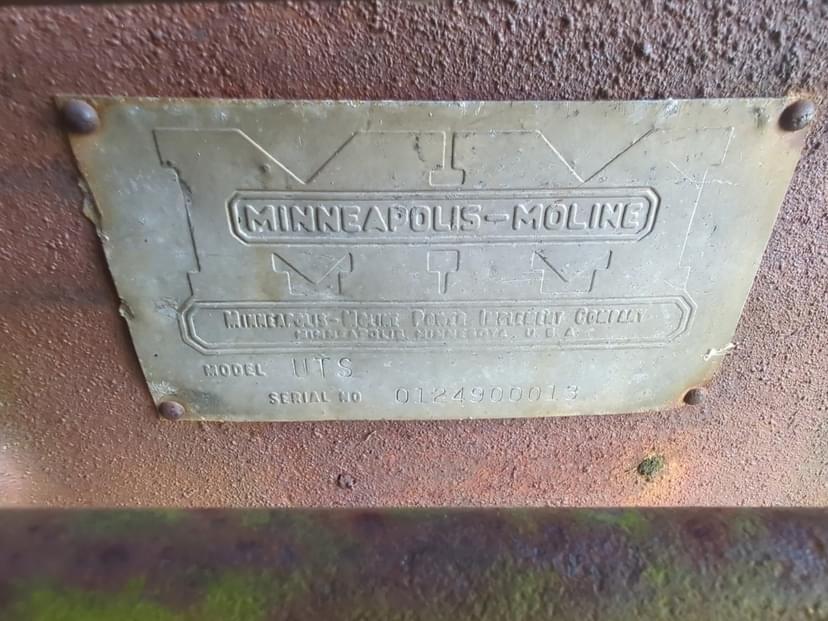 MINNEAPOLIS-MOLINE
MINNEAPOLIS-MOLINE POWER IMPLEMENT COMPANY
MINNEAPOLIS, MINNESOTA, U.S.A.
MODEL UTS
SERIAL NO 0124900013